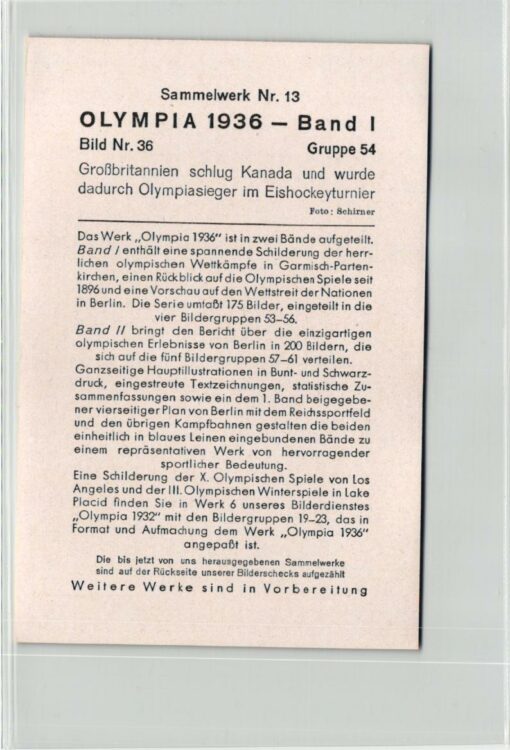 Sammelwerk Nr. 13
OLYMPIA 1936 – Band I
Bild Nr. 36 Gruppe 54
Großbritannien schlug Kanada und wurde
dadurch Olympiasieger im Eishockeyturnier
Foto: Schirner
Das Werk „Olympia 1936“ ist in zwei Bände aufgeteilt.
Band I enthält eine spannende Schilderung der herr-
lichen olympischen Wettkämpfe in Garmisch-Parten-
kirchen, einen Rückblick auf die Olympischen Spiele seit
1896 und eine Vorschau auf den Wettstreit der Nationen
in Berlin. Die Serie umfaßt 175 Bilder, eingeteilt in die
vier Bildergruppen 53–56.
Band II bringt den Bericht über die einzigartigen
olympischen Erlebnisse von Berlin in 200 Bildern, die
sich auf die fünf Bildergruppen 57–61 verteilen.
Ganzseitige Hauptillustrationen in Bunt- und Schwarz-
druck, eingestreute Textzeichnungen, statistische Zu-
sammenfassungen sowie ein dem 1. Band beigegebe-
ner vierseitiger Plan von Berlin mit dem Reichssportfeld
und den übrigen Kampfbahnen gestalten die beiden
einheitlich in blaues Leinen eingebundenen Bände zu
einem repräsentativen Werk von hervorragender
sportlicher Bedeutung.
Eine Schilderung der X. Olympischen Spiele von Los
Angeles und der III. Olympischen Winterspiele in Lake
Placid finden Sie in Werk 6 unseres Bilderdienstes
„Olympia 1932“ mit den Bildergruppen 19–23, das in
Format und Aufmachung dem Werk „Olympia 1936“
angepaßt ist.
Die bis jetzt von uns herausgegebenen Sammelwerke
sind auf der Rückseite unserer Bilderschecks aufgezählt
Weitere Werke sind in Vorbereitung